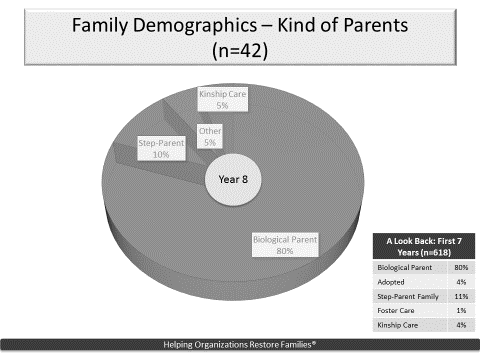 Family Demographics – Kind of Parents
(n=42)
Kinship Care
5%
Other
5%
Step-Parent
10%
Year 8
Biological Parent
80%
A Look Back: First 7
Years (n=618)
Biological Parent 80%
Adopted 4%
Step-Parent Family 11%
Foster Care 1%
Kinship Care 4%
Helping Organizations Restore Families®